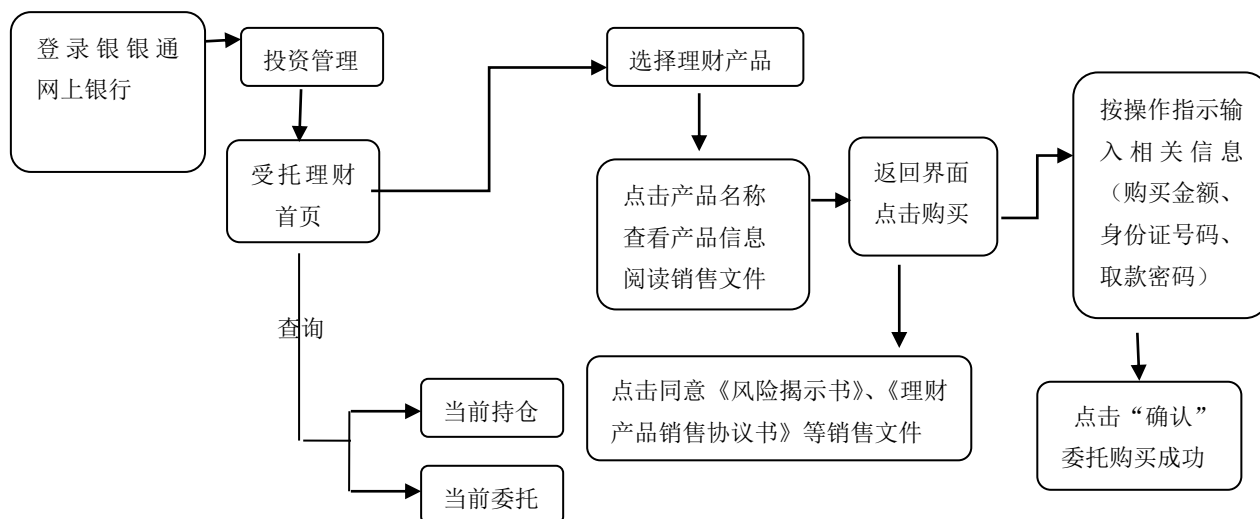 登录银银通
网上银行
投资管理
受托理财
首页
查询
当前持仓
当前委托
选择理财产品
点击产品名称
查看产品信息
阅读销售文件
返回界面
点击购买
点击同意《风险揭示书》、《理财
产品销售协议书》等销售文件
按操作指示输
入相关信息
（购买金额、
身份证号码、
取款密码）
点击“确认”
委托购买成功